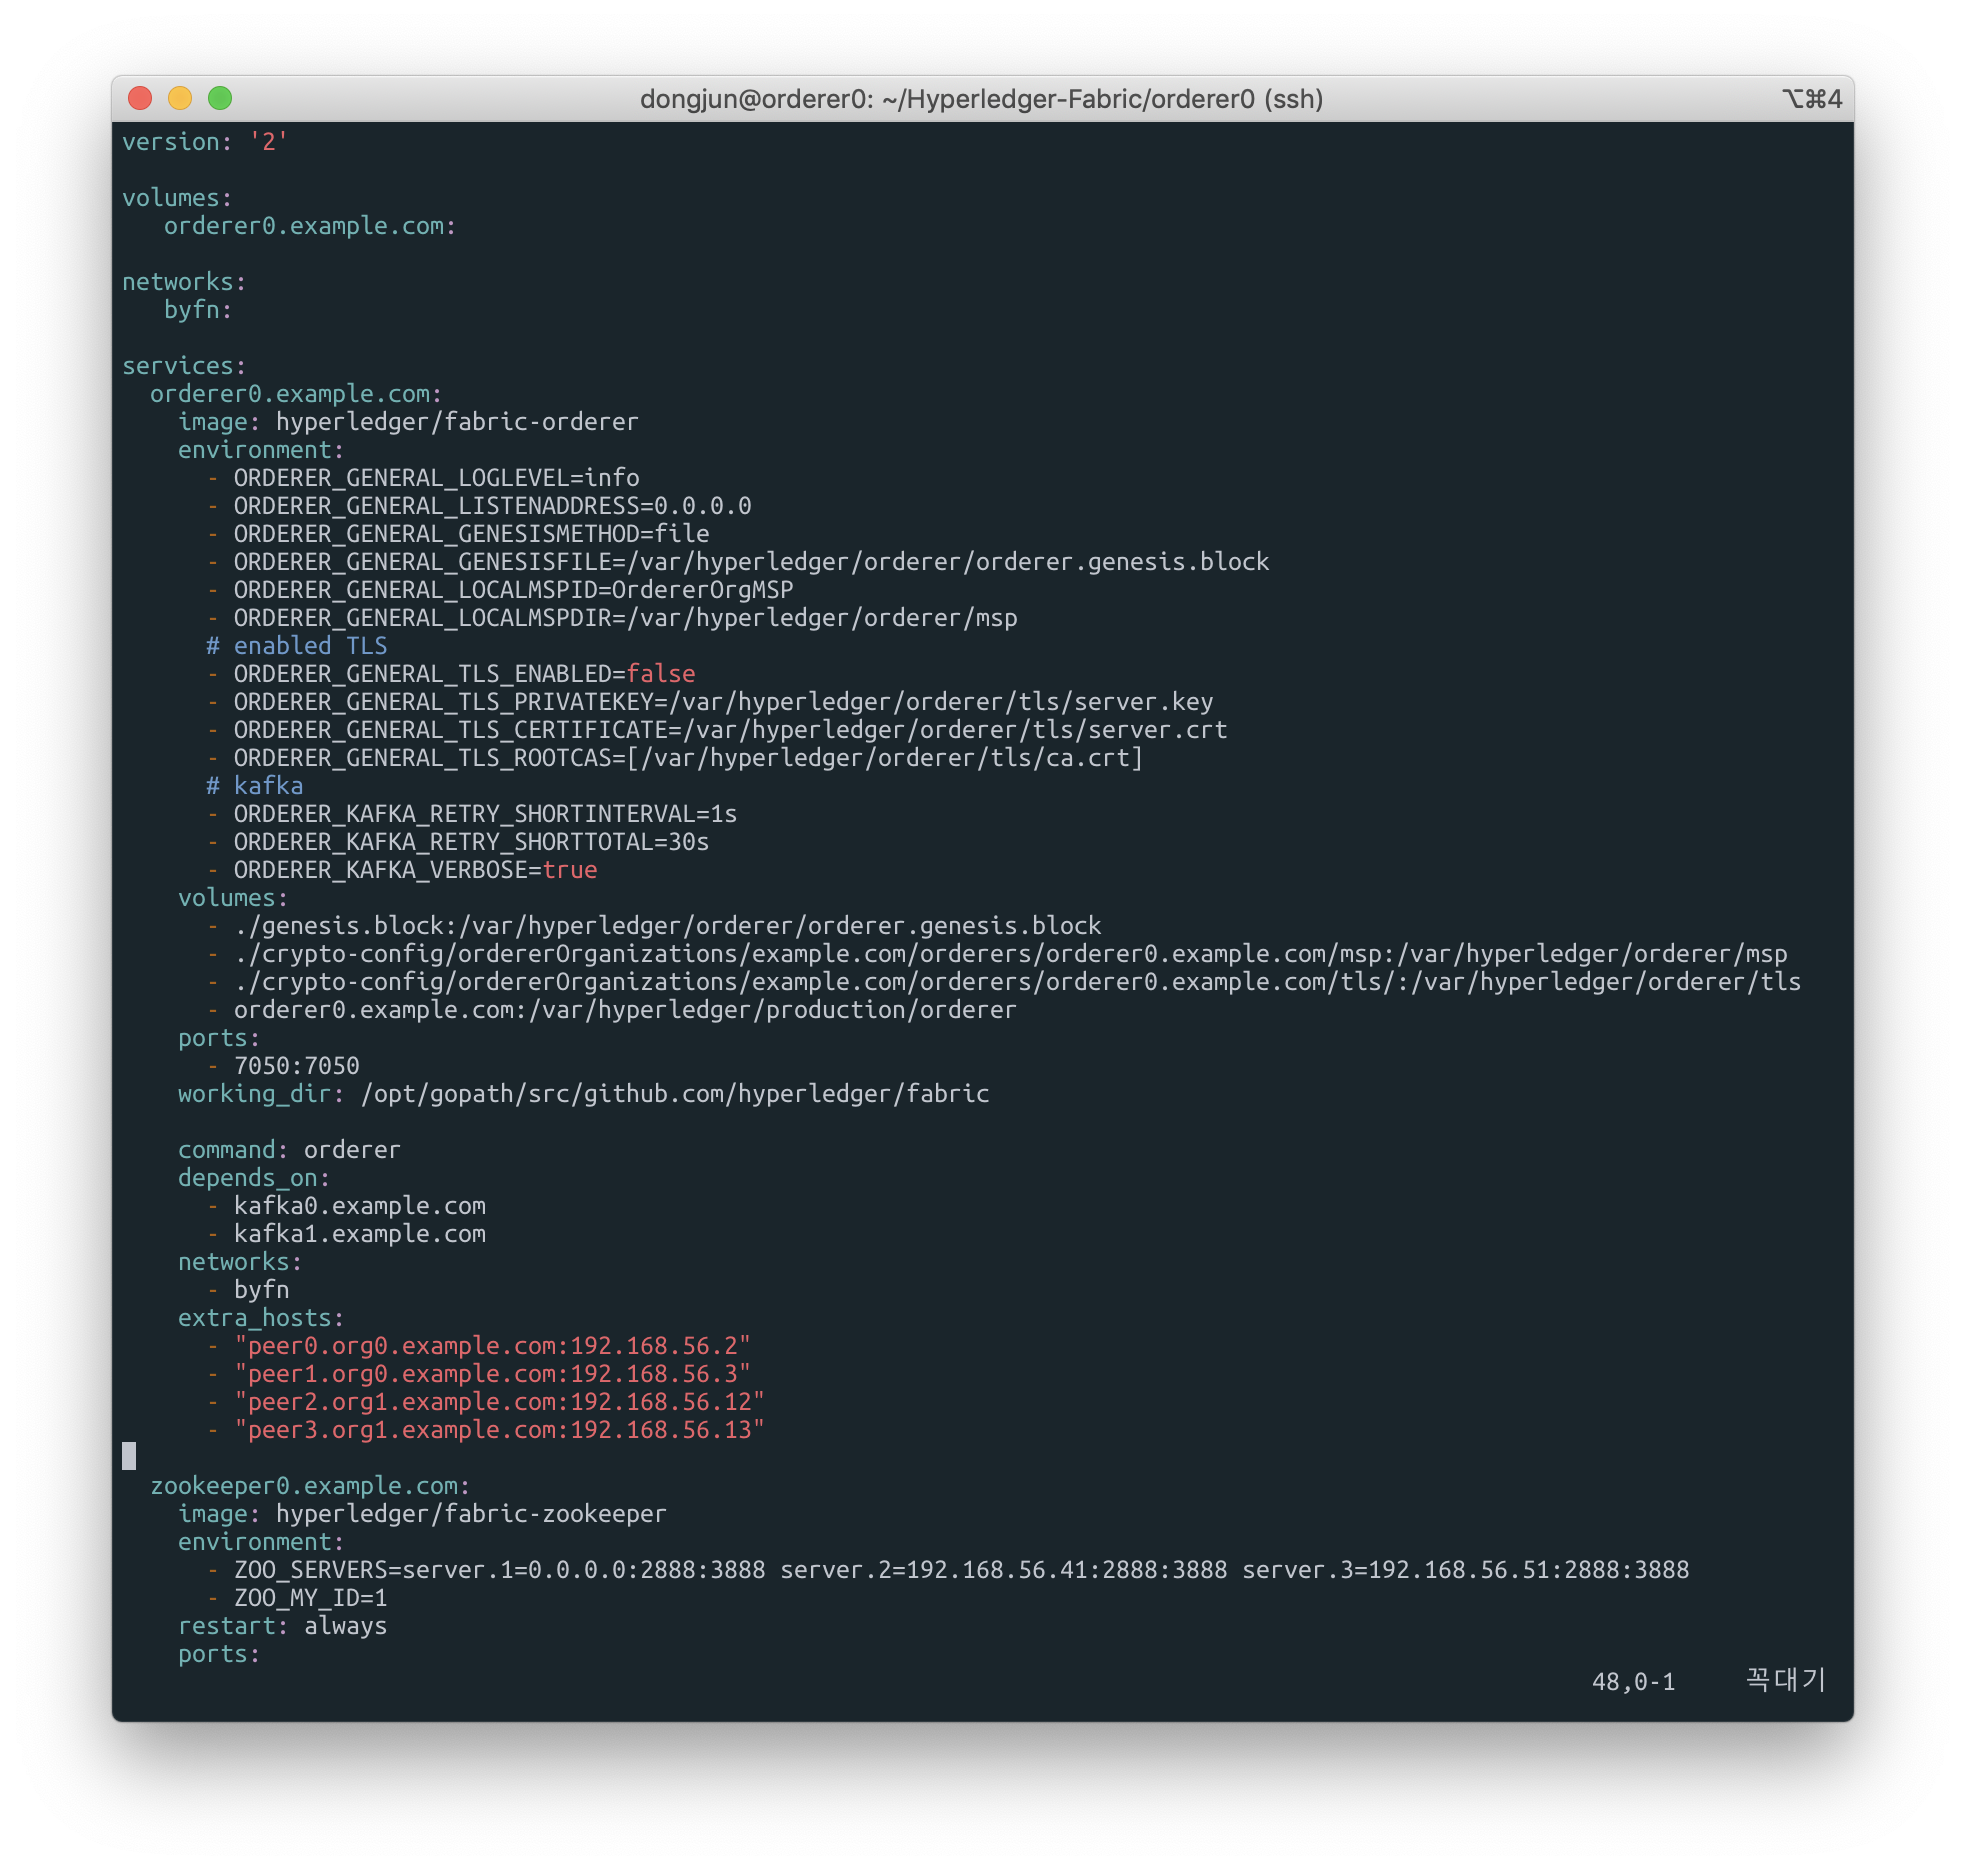 dongjun@orderer0: ~/Hyperledger-Fabric/orderer0 (ssh)
⌥⌘4
version: '2'
volumes:
orderer0.example.com:
networks:
byfn:
services:
orderer0.example.com:
image: hyperledger/fabric-orderer
environment:
- ORDERER_GENERAL_LOGLEVEL=info
- ORDERER_GENERAL_LISTENADDRESS=0.0.0.0
- ORDERER_GENERAL_GENESISMETHOD=file
- ORDERER_GENERAL_GENESISFILE=/var/hyperledger/orderer/orderer.genesis.block
- ORDERER_GENERAL_LOCALMSPID=OrdererOrgMSP
- ORDERER_GENERAL_LOCALMSPDIR=/var/hyperledger/orderer/msp
# enabled TLS
- ORDERER_GENERAL_TLS_ENABLED=false
- ORDERER_GENERAL_TLS_PRIVATEKEY=/var/hyperledger/orderer/tls/server.key
- ORDERER_GENERAL_TLS_CERTIFICATE=/var/hyperledger/orderer/tls/server.crt
- ORDERER_GENERAL_TLS_ROOTCAS=[/var/hyperledger/orderer/tls/ca.crt]
# kafka
- ORDERER_KAFKA_RETRY_SHORTINTERVAL=1s
- ORDERER_KAFKA_RETRY_SHORTTOTAL=30s
- ORDERER_KAFKA_VERBOSE=true
volumes:
- ./genesis.block:/var/hyperledger/orderer/orderer.genesis.block
- ./crypto-config/ordererOrganizations/example.com/orderers/orderer0.example.com/msp:/var/hyperledger/orderer/msp
- ./crypto-config/ordererOrganizations/example.com/orderers/orderer0.example.com/tls/:/var/hyperledger/orderer/tls
- orderer0.example.com:/var/hyperledger/production/orderer
ports:
- 7050:7050
working_dir: /opt/gopath/src/github.com/hyperledger/fabric
command: orderer
depends_on:
- kafka0.example.com
- kafka1.example.com
networks:
- byfn
extra_hosts:
- "peer0.org0.example.com:192.168.56.2"
- "peer1.org0.example.com:192.168.56.3"
- "peer2.org1.example.com:192.168.56.12"
- "peer3.org1.example.com:192.168.56.13"
zookeeper0.example.com:
image: hyperledger/fabric-zookeeper
environment:
- ZOO_SERVERS=server.1=0.0.0.0:2888:3888 server.2=192.168.56.41:2888:3888 server.3=192.168.56.51:2888:3888
- ZOO_MY_ID=1
restart: always
ports:
48,0-1 꼭대기